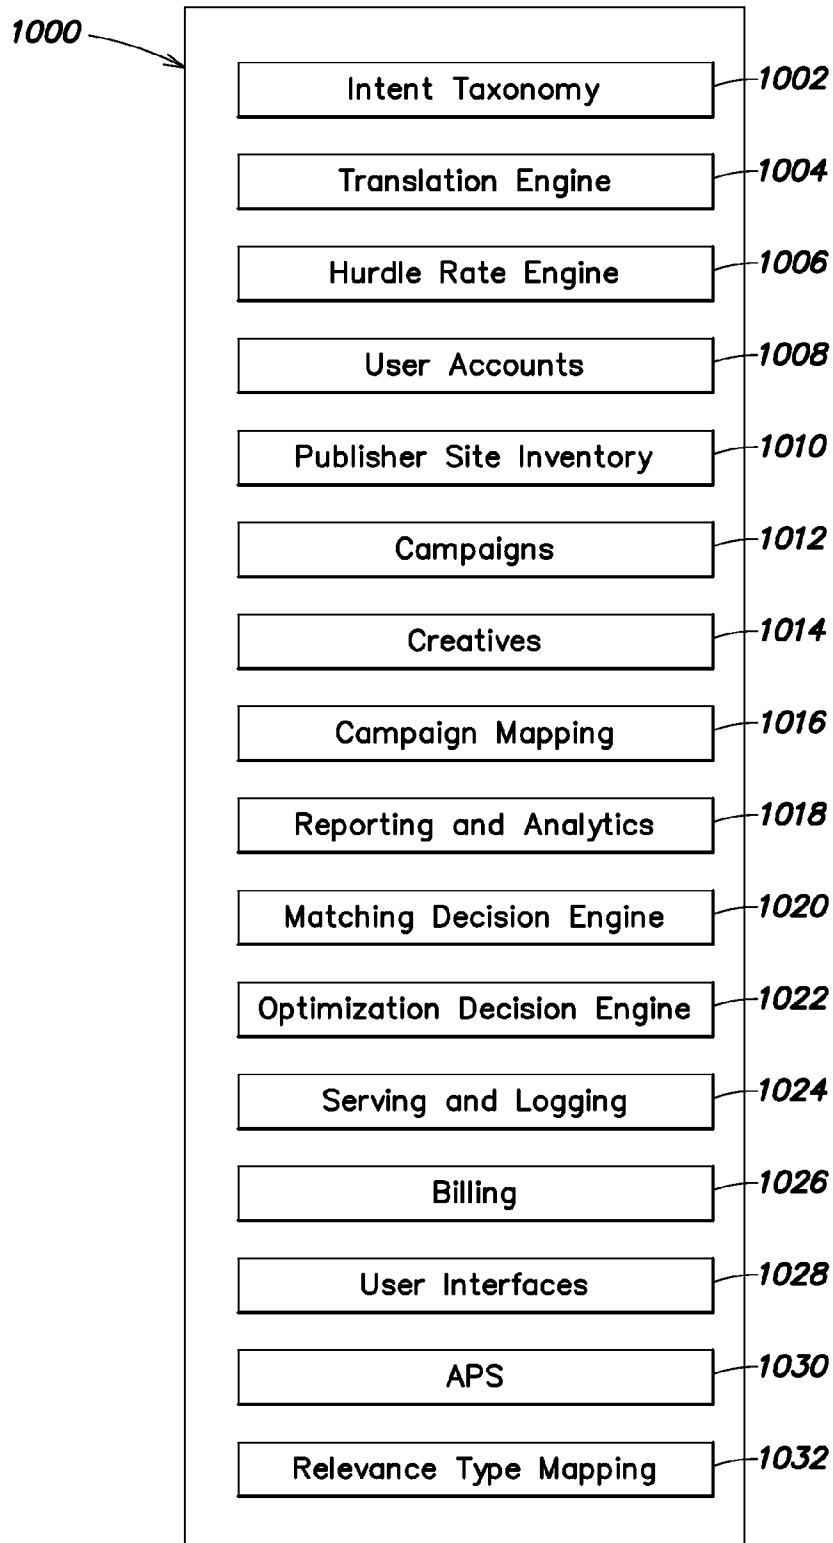 1000
Intent Taxonomy 1002
Translation Engine 1004
Hurdle Rate Engine 1006
User Accounts 1008
Publisher Site Inventory 1010
Campaigns 1012
Creatives 1014
Campaign Mapping 1016
Reporting and Analytics 1018
Matching Decision Engine 1020
Optimization Decision Engine 1022
Serving and Logging 1024
Billing 1026
User Interfaces 1028
APS 1030
Relevance Type Mapping 1032